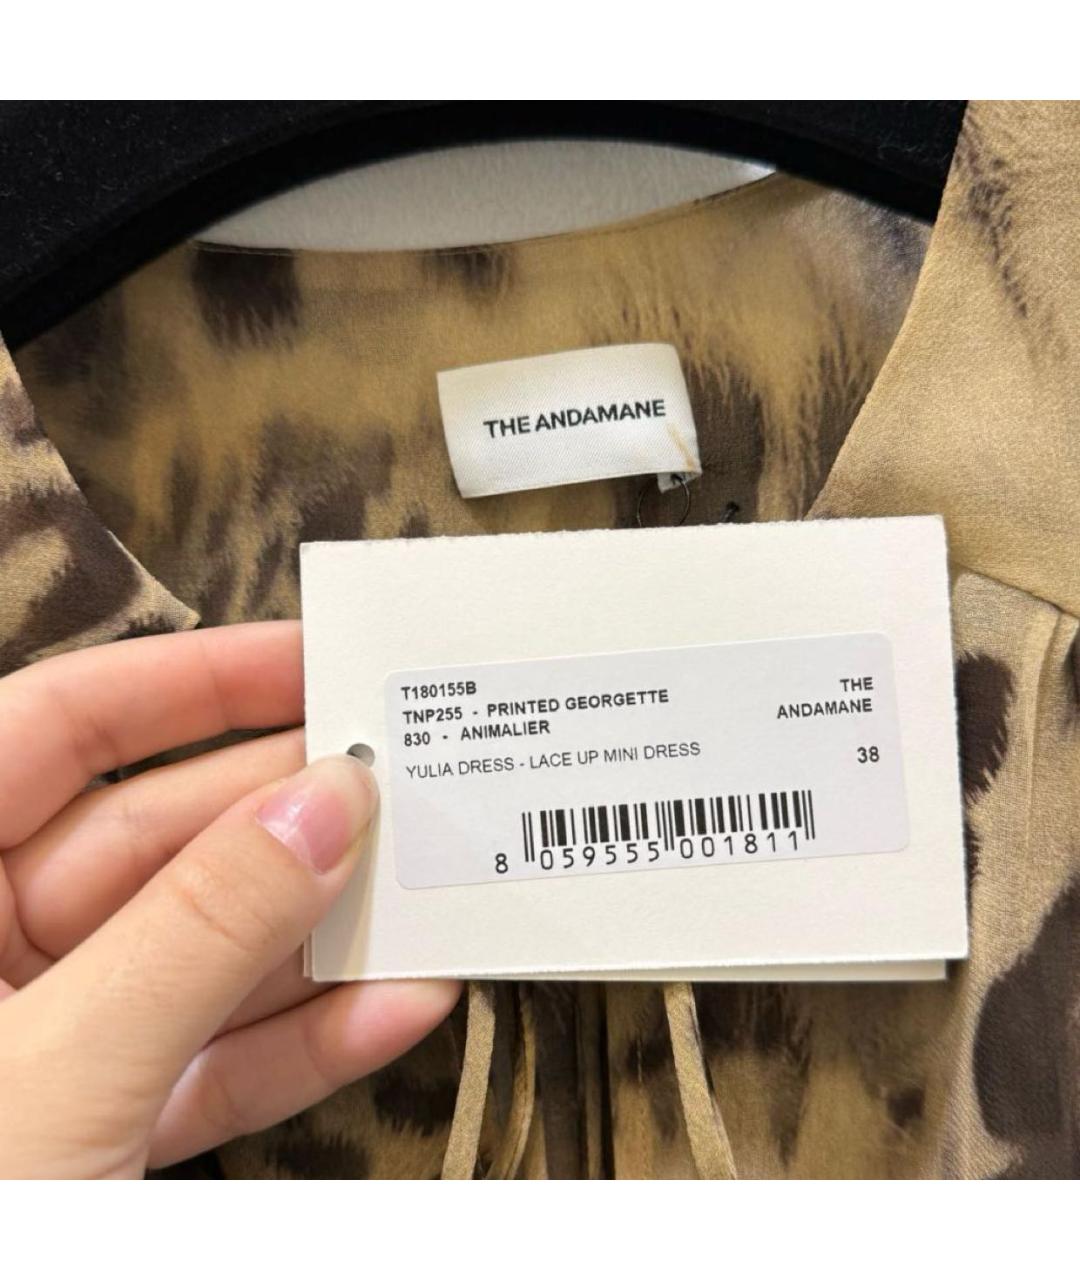 THE ANDAMANE
T180155B
TNP255 - PRINTED GEORGETTE
830 - ANIMALIER
YULIA DRESS - LACE UP MINI DRESS
THE
ANDAMANE
38
8 059555 001811